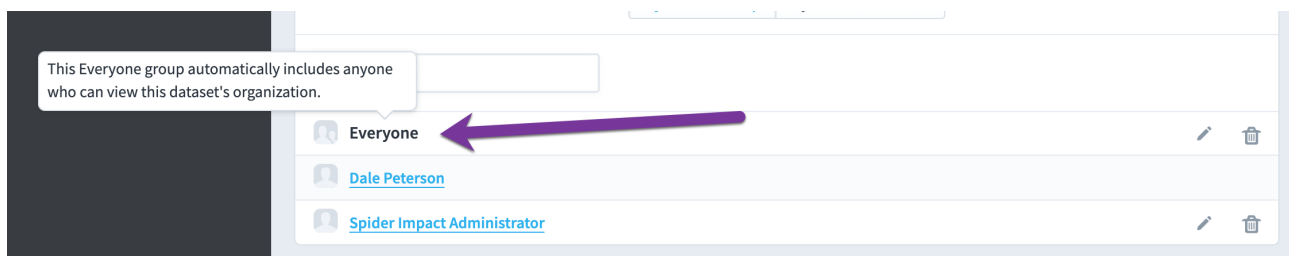 This Everyone group automatically includes anyone
who can view this dataset's organization.
Everyone
Dale Peterson
Spider Impact Administrator